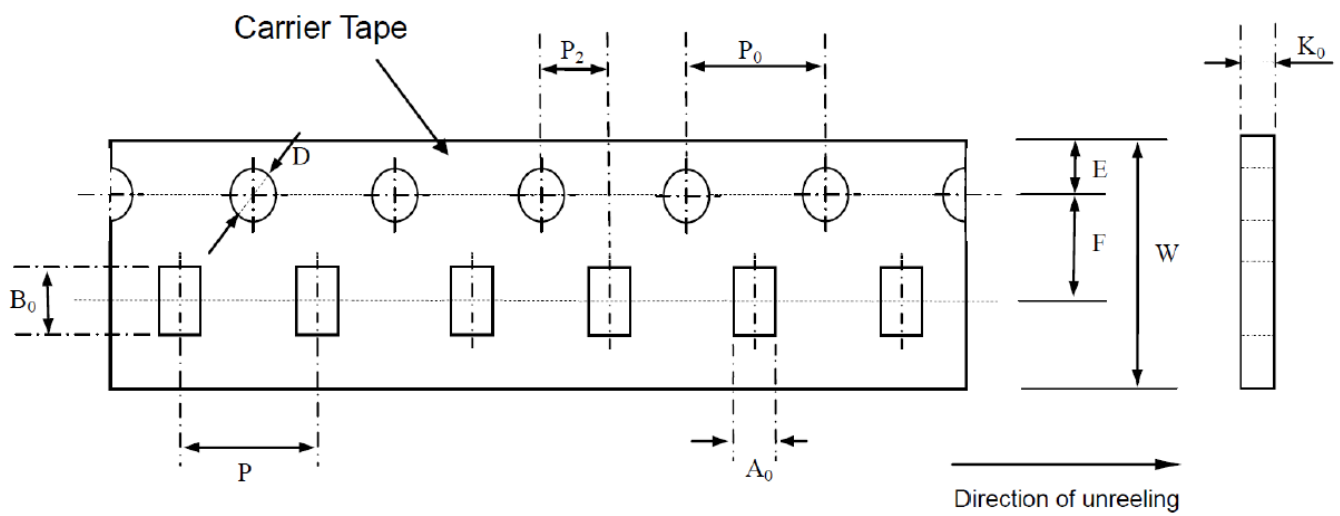 Carrier Tape
P₂
P₀
K₀
D
E
F
W
B₀
P
A₀
Direction of unreeling